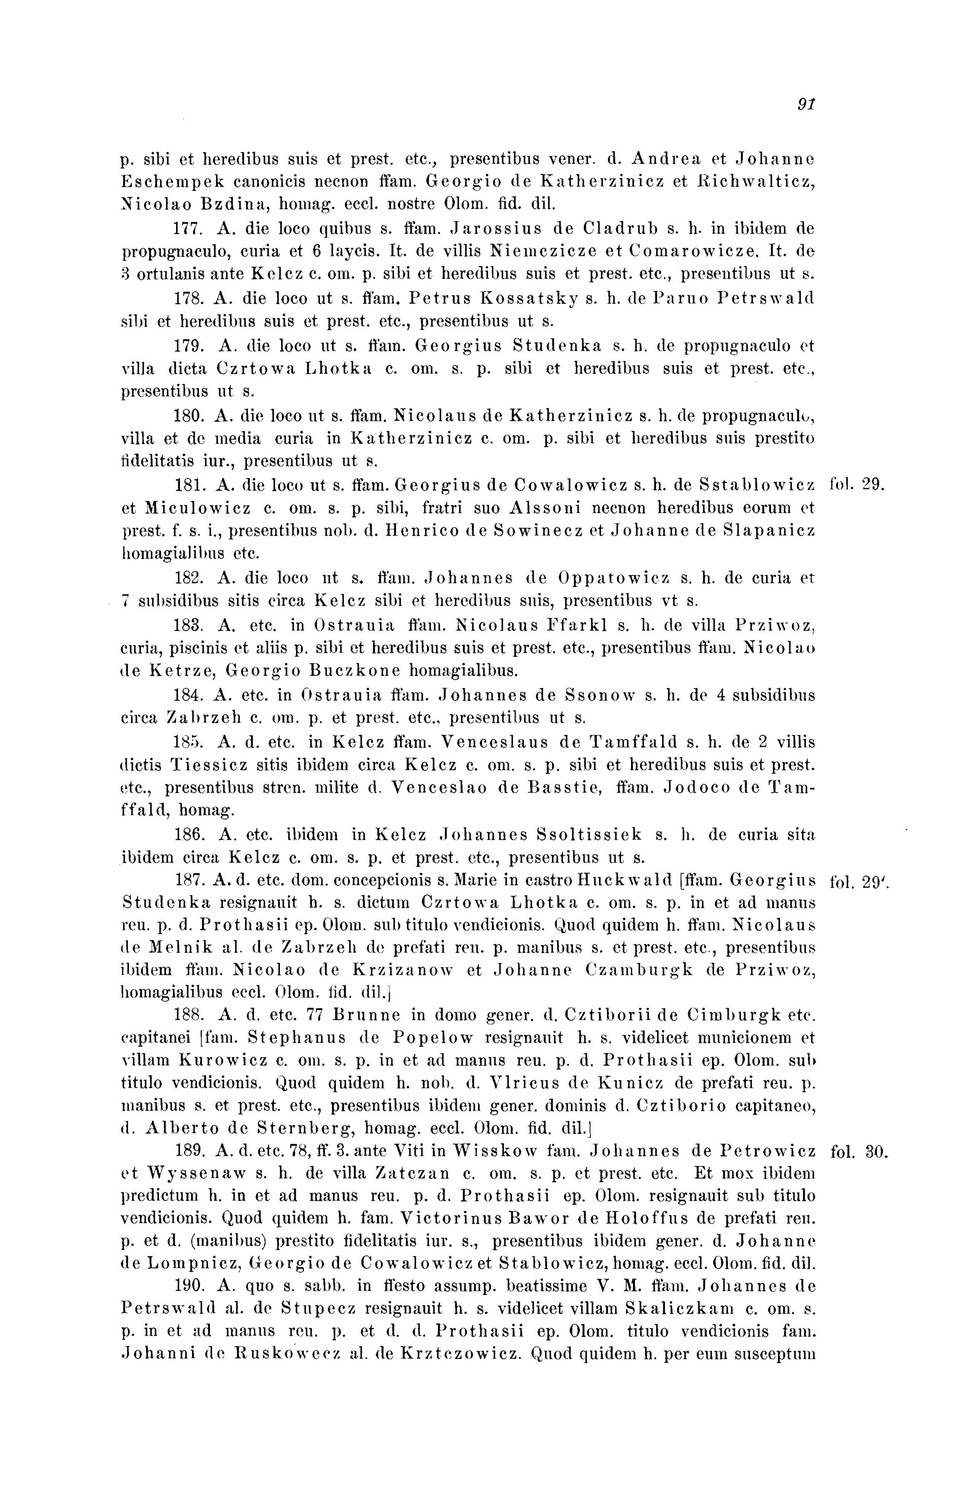 91
p. sibi et heredibus suis et prest. etc., presentibus vener. d. Andrea et Johanne
Eschempek canonicis necnon ffam. Georgio de Katherzinicz et Richwalticz,
Nicolao Bzdina, homag. eccl. nostre Olom. fid. dil.
177. A. die loco quibus s. ffam. Jarossius de Cladrub s. h. in ibidem de
propugnaculo, curia et 6 laycis. It. de villis Niemczicze et Comarowicze. It. de
3 ortulanis ante Kelcz c. om. p. sibi et heredibus suis et prest. etc., presentibus ut s.
178. A. die loco ut s. ffam. Petrus Kossatsky s. h. de Paruo Petrswald
sibi et heredibus suis et prest. etc., presentibus ut s.
179. A. die loco ut s. ffam. Georgius Studenka s. h. de propugnaculo et
villa dicta Czrtowa Lhotka c. om. s. p. sibi et heredibus suis et prest. etc.,
presentibus ut s.
180. A. die loco ut s. ffam. Nicolaus de Katherzinicz s. h. de propugnaculo,
villa et de media curia in Katherzinicz c. om. p. sibi et heredibus suis prestito
fidelitatis iur., presentibus ut s.
181. A. die loco ut s. ffam. Georgius de Cowalowicz s. h. de Sstablowicz fol. 29.
et Miculowicz c. om. s. p. sibi, fratri suo Alssoni necnon heredibus eorum et
prest. f. s. i., presentibus nob. d. Henrico de Sowinecz et Johanne de Slapanicz
homagialibus etc.
182. A. die loco ut s. ffam. Johannes de Oppatowicz s. h. de curia et
7 subsidibus sitis circa Kelcz sibi et heredibus suis, presentibus vt s.
183. A. etc. in Ostrauia ffam. Nicolaus Ffarkl s. h. de villa Prziwoz,
curia, piscinis et aliis p. sibi et heredibus suis et prest. etc., presentibus ffam. Nicolao
de Ketrze, Georgio Buczkone homagialibus.
184. A. etc. in Ostrauia ffam. Johannes de Ssonow s. h. de 4 subsidibus
circa Zabrzeh c. om. p. et prest. etc., presentibus ut s.
185. A. d. etc. in Kelcz ffam. Venceslaus de Tamffald s. h. de 2 villis
dictis Tiessicz sitis ibidem circa Kelcz c. om. s. p. sibi et heredibus suis et prest.
etc., presentibus stren. milite d. Venceslao de Basstie, ffam. Jodoco de Tam-
ffald, homag.
186. A. etc. ibidem in Kelcz Johannes Ssoltissiek s. h. de curia sita
ibidem circa Kelcz c. om. s. p. et prest. etc., presentibus ut s.
187. A. d. etc. dom. concepcionis s. Marie in castro Huckwald [ffam. Georgius fol. 29'.
Studenka resignauit h. s. dictum Czrtowa Lhotka c. om. s. p. in et ad manus
reu. p. d. Prothasii ep. Olom. sub titulo vendicionis. Quod quidem h. ffam. Nicolaus
de Melnik al. de Zabrzeh de prefati reu. p. manibus s. et prest. etc., presentibus
ibidem ffam. Nicolao de Krzizanow et Johanne Czamburgk de Prziwoz,
homagialibus eccl. Olom. fid. dil.]
188. A. d. etc. 77 Brunne in domo gener. d. Cztiborii de Cimburgk etc.
capitanei [fam. Stephanus de Popelow resignauit h. s. videlicet municionem et
villam Kurowicz c. om. s. p. in et ad manus reu. p. d. Prothasii ep. Olom. sub
titulo vendicionis. Quod quidem h. nob. d. Vlricus de Kunicz de prefati reu. p.
manibus s. et prest. etc., presentibus ibidem gener. dominis d. Cztiborio capitaneo,
d. Alberto de Sternberg, homag. eccl. Olom. fid. dil.]
189. A. d. etc. 78, ff. 3. ante Viti in Wisskow fam. Johannes de Petrowicz fol. 30.
et Wyssenaw s. h. de villa Zatczan c. om. s. p. et prest. etc. Et mox ibidem
predictum h. in et ad manus reu. p. d. Prothasii ep. Olom. resignauit sub titulo
vendicionis. Quod quidem h. fam. Victorinus Bawor de Holoffus de prefati reu.
p. et d. (manibus) prestito fidelitatis iur. s., presentibus ibidem gener. d. Johanne
de Lompnicz, Georgio de Cowalowicz et Stablowicz, homag. eccl. Olom. fid. dil.
190. A. quo s. sabb. in ffesto assump. beatissime V. M. ffam. Johannes de
Petrswald al. de Stupecz resignauit h. s. videlicet villam Skaliczkam c. om. s.
p. in et ad manus reu. p. et d. d. Prothasii ep. Olom. titulo vendicionis fam.
Johanni de Ruskowecz al. de Krztczowicz. Quod quidem h. per eum susceptum